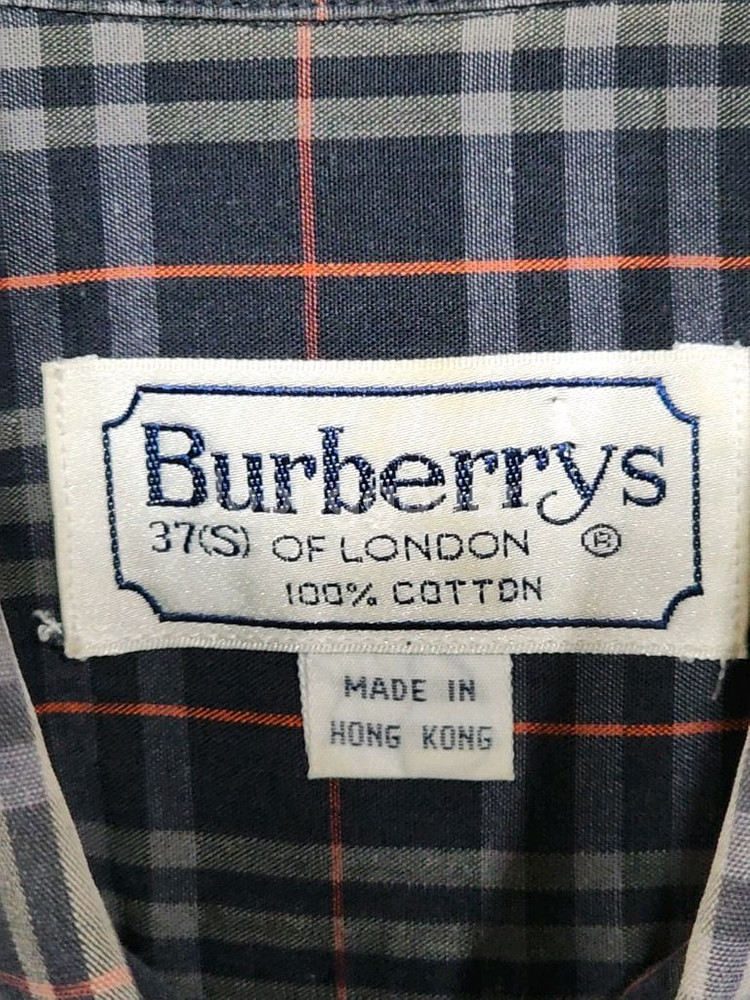 Burberrys
37(S) OF LONDON ®
100% COTTON
MADE IN
HONG KONG